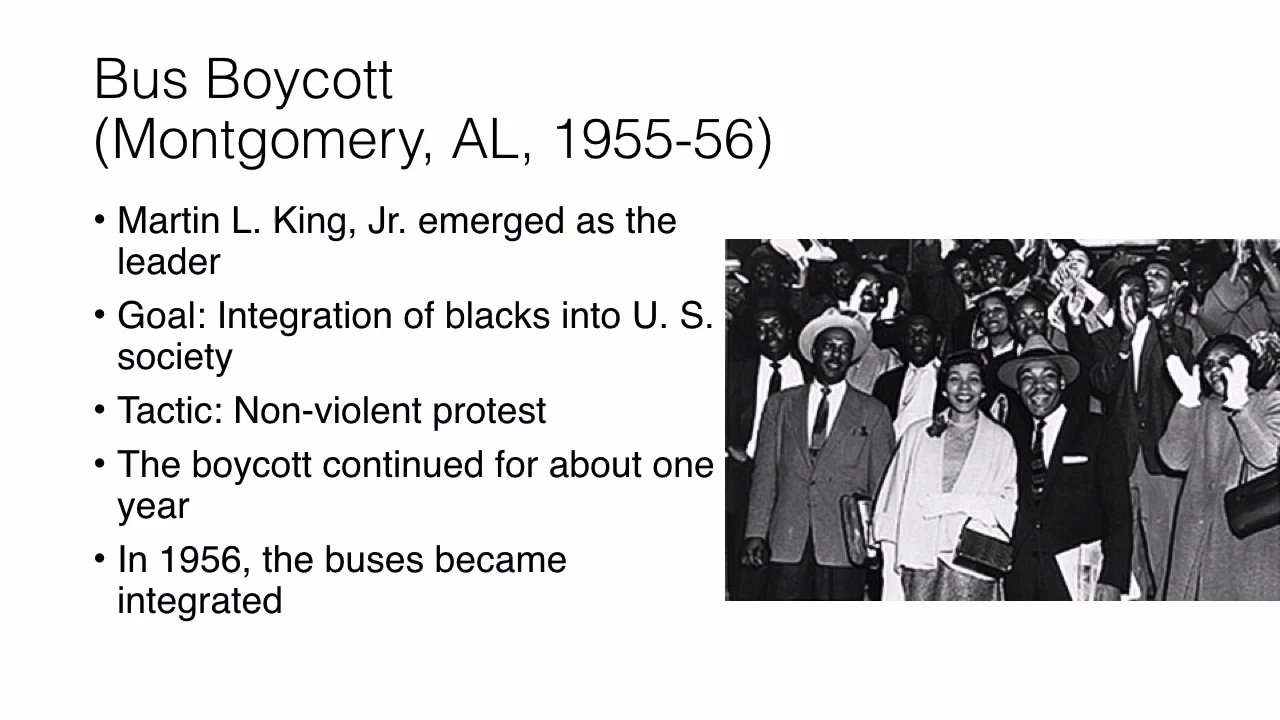 Bus Boycott
(Montgomery, AL, 1955-56)
• Martin L. King, Jr. emerged as the
leader
• Goal: Integration of blacks into U. S.
society
• Tactic: Non-violent protest
• The boycott continued for about one
year
• In 1956, the buses became
integrated